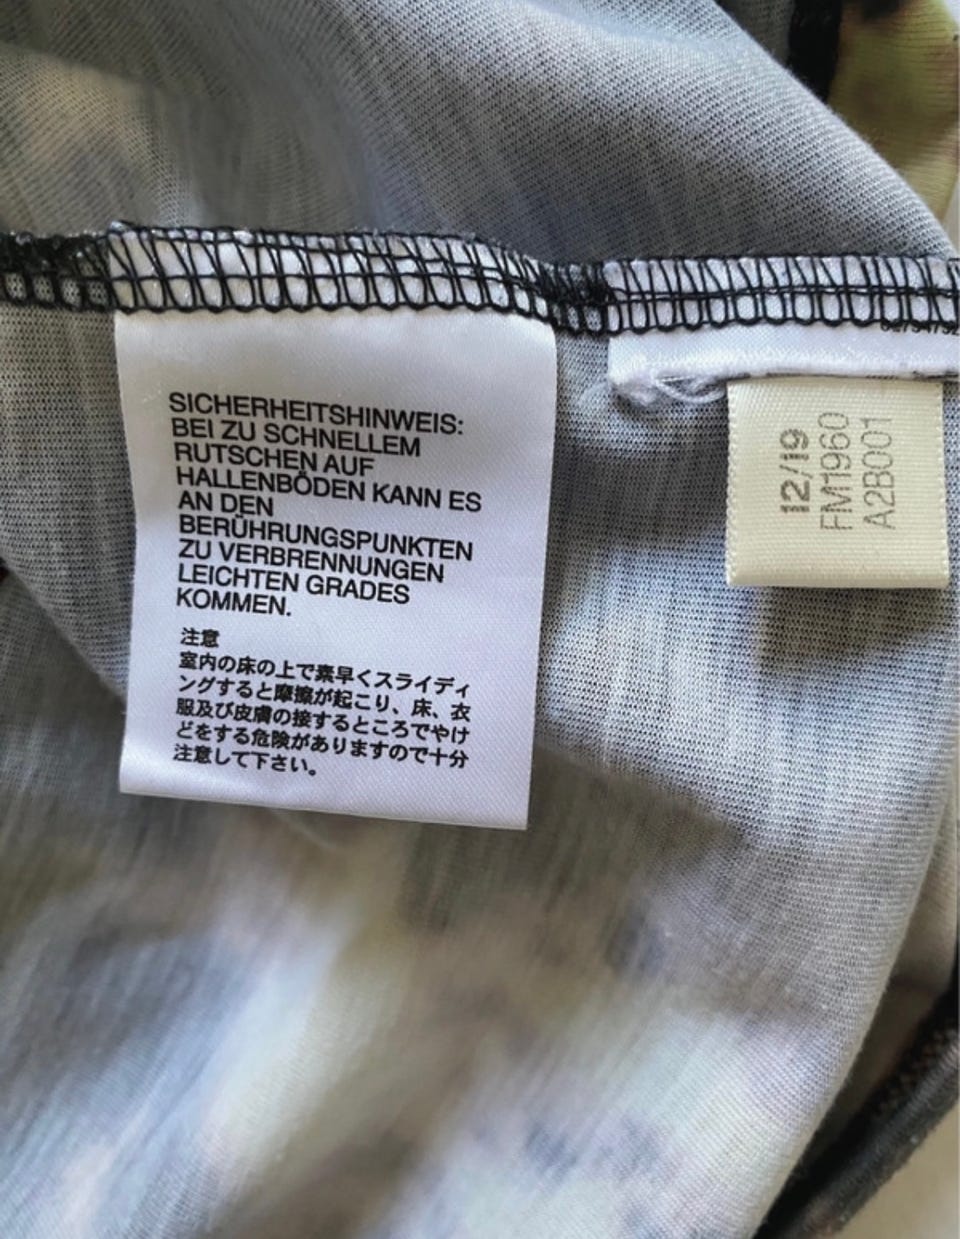 SICHERHEITSHINWEIS:
BEI ZU SCHNELLEM
RUTSCHEN AUF
HALLENBÖDEN KANN ES
AN DEN
BERÜHRUNGSPUNKTEN
ZU VERBRENNUNGEN
LEICHTEN GRADES
KOMMEN.
注意
室内の床の上で素早くスライディ
ングすると摩擦が起こり、床、衣
服及び皮膚の接するところでやけ
どをする危険がありますので十分
注意して下さい。
12/19
FM1960
A2B001